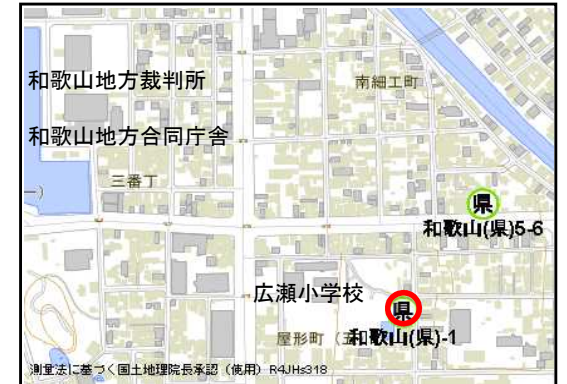 和歌山地方裁判所
南細工町
和歌山地方合同庁舎
三番丁
県
和歌山(県)5-6
広瀬小学校
県
屋形町
和歌山(県)-1
測量法に基づく国土地理院長承認（使用）R4JHs318